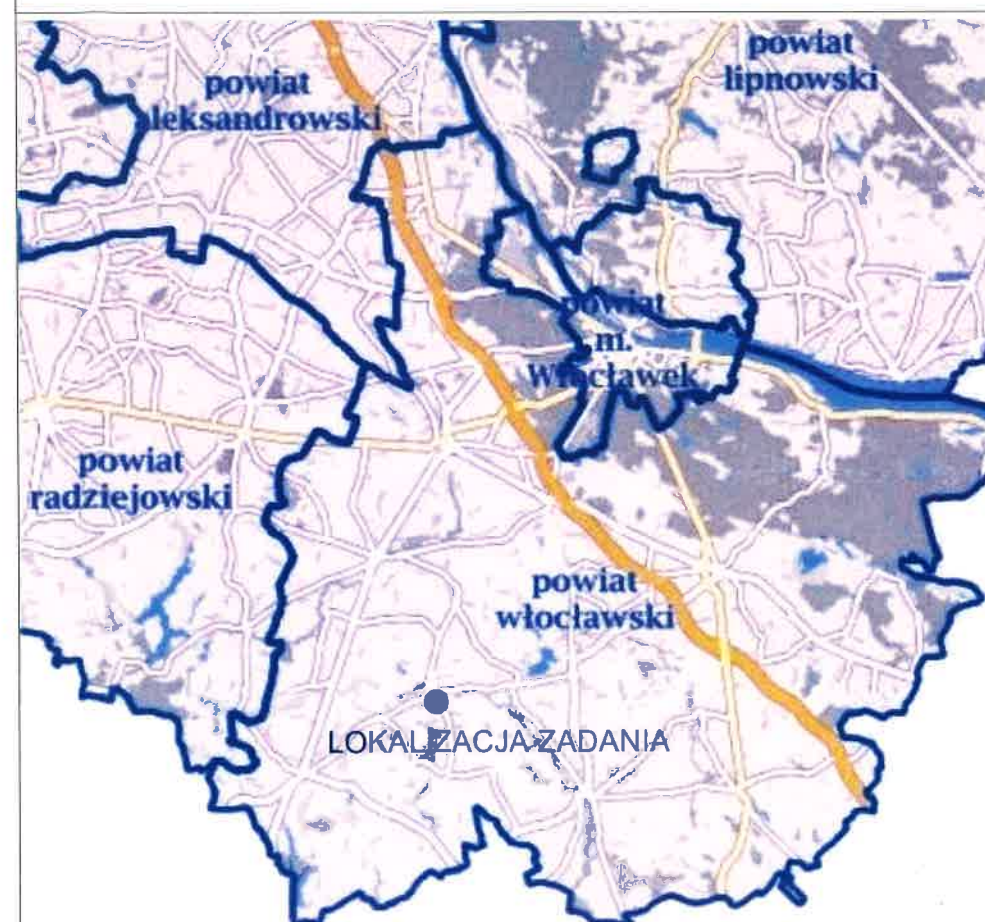 powiat
lipnowski
powiat
aleksandrowski
powiat
m.
Włocławek
powiat
radziejowski
powiat
włocławski
LOKALIZACJA ZADANIA